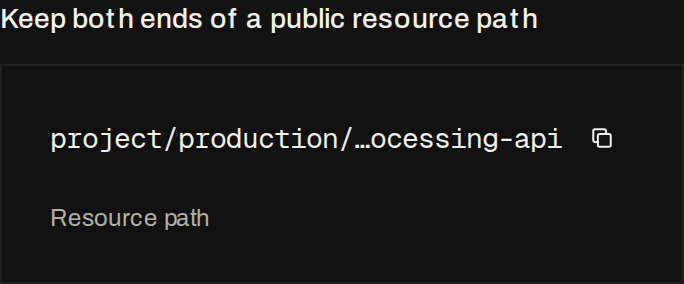 Keep both ends of a public resource path
project/production/…ocessing-api
Resource path